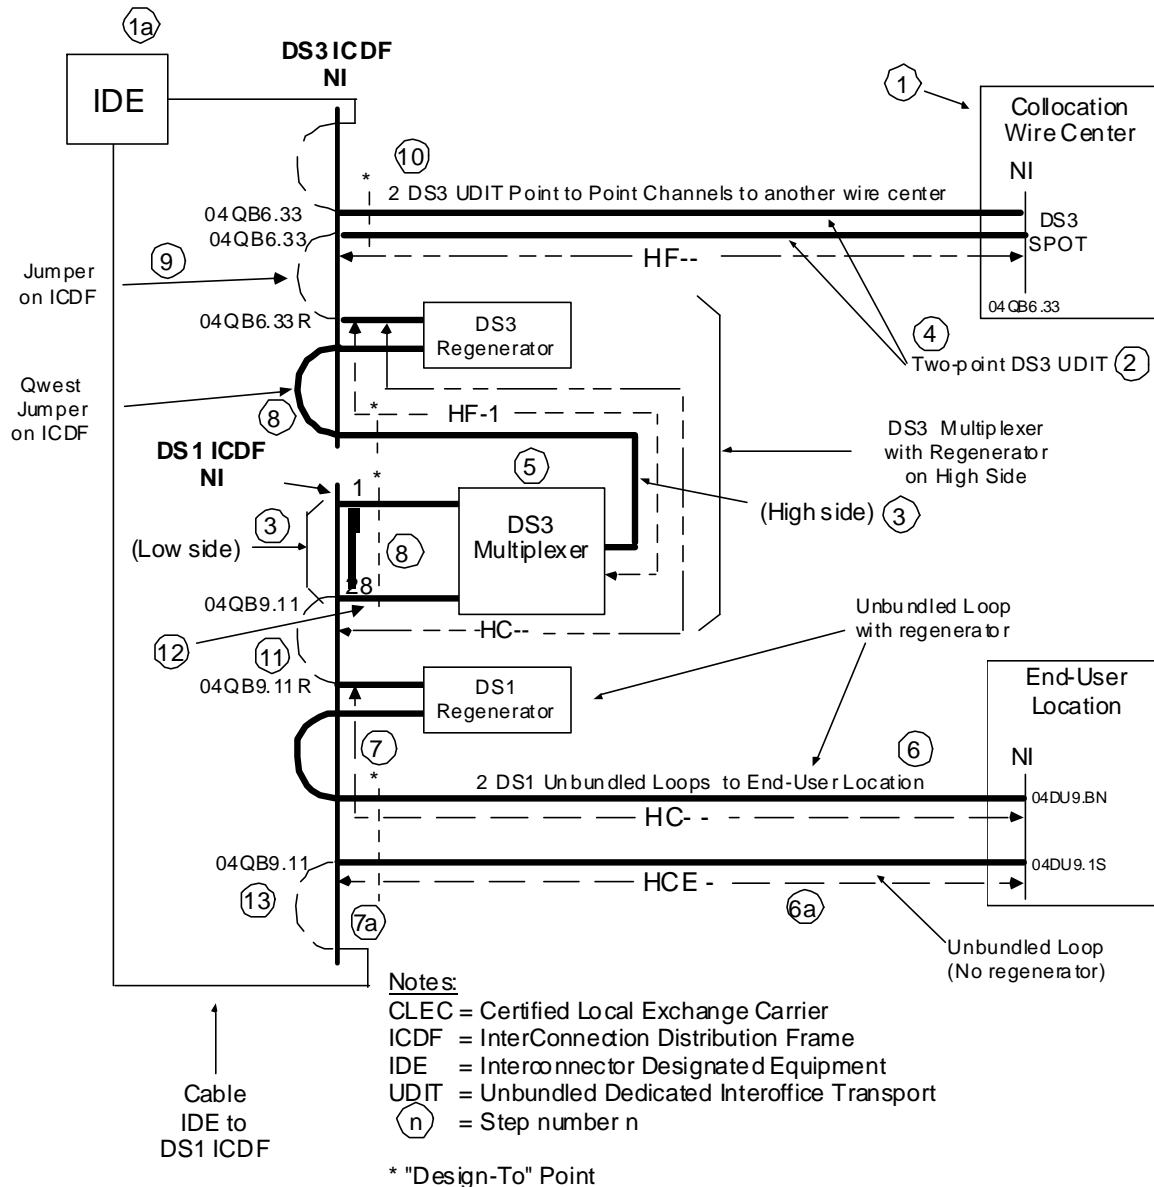 1a
IDE
DS3 ICDF
NI
1
Collocation
Wire Center
NI
DS3
SPOT
04QB6.33
10
*
2 DS3 UDIT Point to Point Channels to another wire center
04QB6.33
04QB6.33
HF--
9
Jumper
on ICDF
04QB6.33R
DS3
Regenerator
4
Two-point DS3 UDIT
2
Qwest
Jumper
on ICDF
8
*
HF-1
DS3 Multiplexer
with Regenerator
on High Side
DS1 ICDF
NI
5
1
*
3
(Low side)
DS3
Multiplexer
(High side)
3
8
28
04QB9.11
HC--
Unbundled Loop
with regenerator
12
11
04QB9.11R
DS1
Regenerator
End-User
Location
7
6
NI
*
2 DS1 Unbundled Loops to End-User Location
04DU9.BN
HC- -
04QB9.11
04DU9.1S
HCE -
13
7a
6a
Unbundled Loop
(No regenerator)
Notes:
CLEC = Certified Local Exchange Carrier
ICDF = InterConnection Distribution Frame
IDE = Interconnector Designated Equipment
UDIT = Unbundled Dedicated Interoffice Transport
n = Step number n
* "Design-To" Point
Cable
IDE to
DS1 ICDF